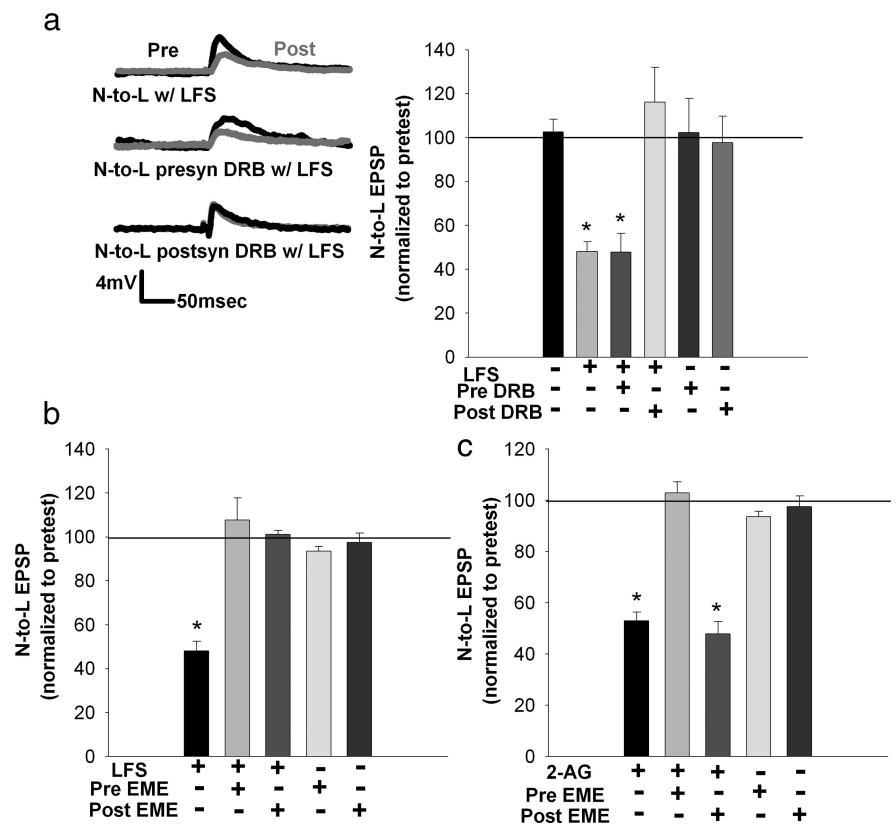 a
Pre
Post
N-to-L w/ LFS
N-to-L presyn DRB w/ LFS
N-to-L postsyn DRB w/ LFS
4mV
50msec
N-to-L EPSP
(normalized to pretest)
140
120
100
80
60
40
20
0
* *
LFS - + + + - -
Pre DRB - - + - + -
Post DRB - - - + - +
b
N-to-L EPSP
(normalized to pretest)
140
120
100
80
60
40
20
0
*
LFS + + + - -
Pre EME - + - + -
Post EME - - + - +
c
N-to-L EPSP
(normalized to pretest)
120
100
80
60
40
20
0
* *
2-AG + + + - -
Pre EME - + - + -
Post EME - - + - +